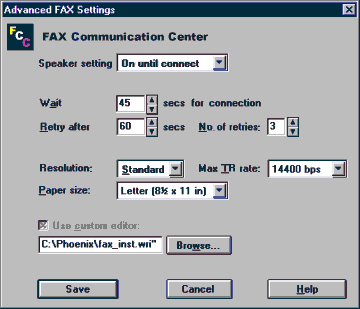 Advanced FAX Settings
FCC FAX Communication Center
Speaker setting On until connect
Wait 45 secs for connection
Retry after 60 secs No. of retries: 3
Resolution: Standard Max TR rate: 14400 bps
Paper size: Letter (8½ x 11 in)
Use custom editor:
C:\Phoenix\fax_inst.wri" Browse...
Save Cancel Help